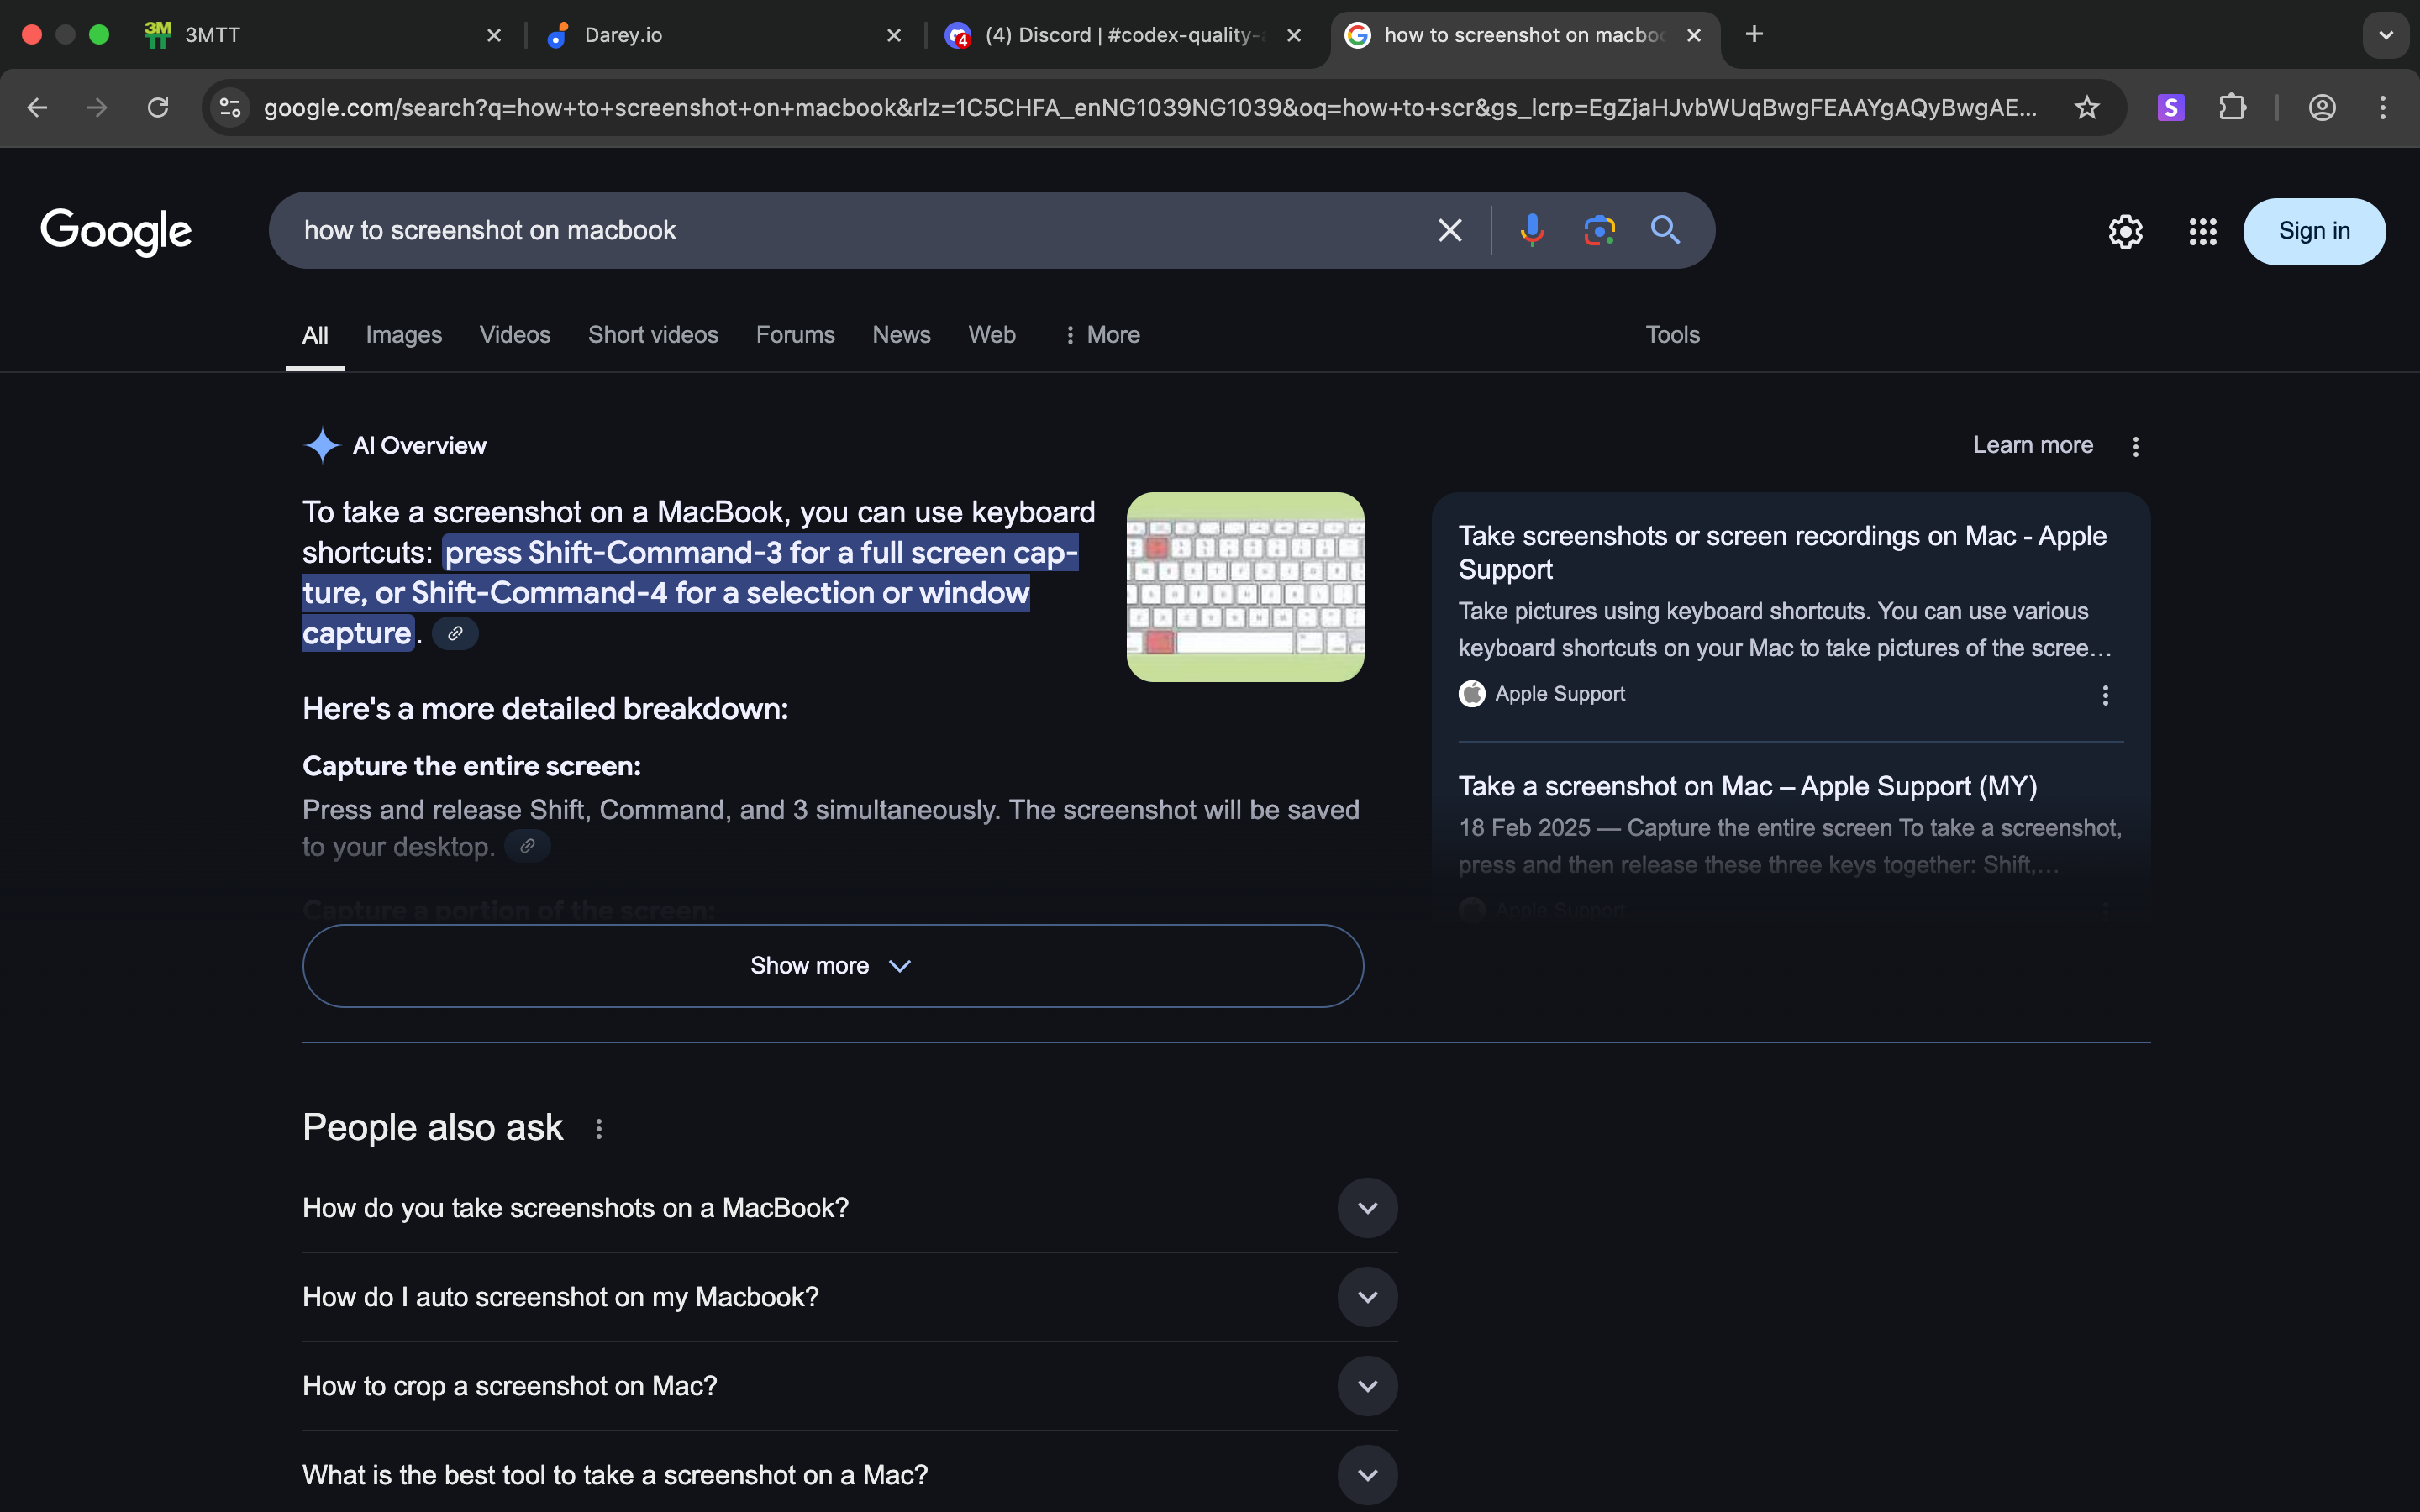 3MTT
Darey.io
(4) Discord | #codex-quality-
how to screenshot on macbo
google.com/search?q=how+to+screenshot+on+macbook&rlz=1C5CHFA_enNG1039NG1039&oq=how+to+scr&gs_lcrp=EgZjaHJvbWUqBwgFEAAYgAQyBwgAE...
S
Google
how to screenshot on macbook
Sign in
All Images Videos Short videos Forums News Web More Tools
AI Overview
Learn more
To take a screenshot on a MacBook, you can use keyboard
shortcuts: press Shift-Command-3 for a full screen cap-
ture, or Shift-Command-4 for a selection or window
capture.
Here's a more detailed breakdown:
Capture the entire screen:
Press and release Shift, Command, and 3 simultaneously. The screenshot will be saved
to your desktop.
Capture a portion of the screen:
Show more
Take screenshots or screen recordings on Mac - Apple
Support
Take pictures using keyboard shortcuts. You can use various
keyboard shortcuts on your Mac to take pictures of the scree...
Apple Support
Take a screenshot on Mac – Apple Support (MY)
18 Feb 2025 — Capture the entire screen To take a screenshot,
press and then release these three keys together: Shift,...
Apple Support
People also ask
How do you take screenshots on a MacBook?
How do I auto screenshot on my Macbook?
How to crop a screenshot on Mac?
What is the best tool to take a screenshot on a Mac?